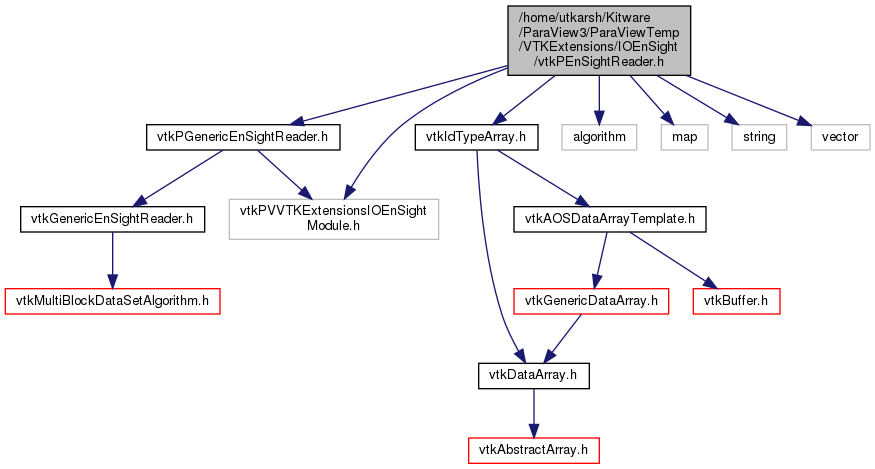 /home/utkarsh/Kitware
/ParaView3/ParaViewTemp
/VTKExtensions/IOEnSight
/vtkPEnSightReader.h
vtkPGenericEnSightReader.h
vtkIdTypeArray.h
algorithm
map
string
vector
vtkGenericEnSightReader.h
vtkPVVTKExtensionsIOEnSight
Module.h
vtkAOSDataArrayTemplate.h
vtkMultiBlockDataSetAlgorithm.h
vtkGenericDataArray.h
vtkBuffer.h
vtkDataArray.h
vtkAbstractArray.h